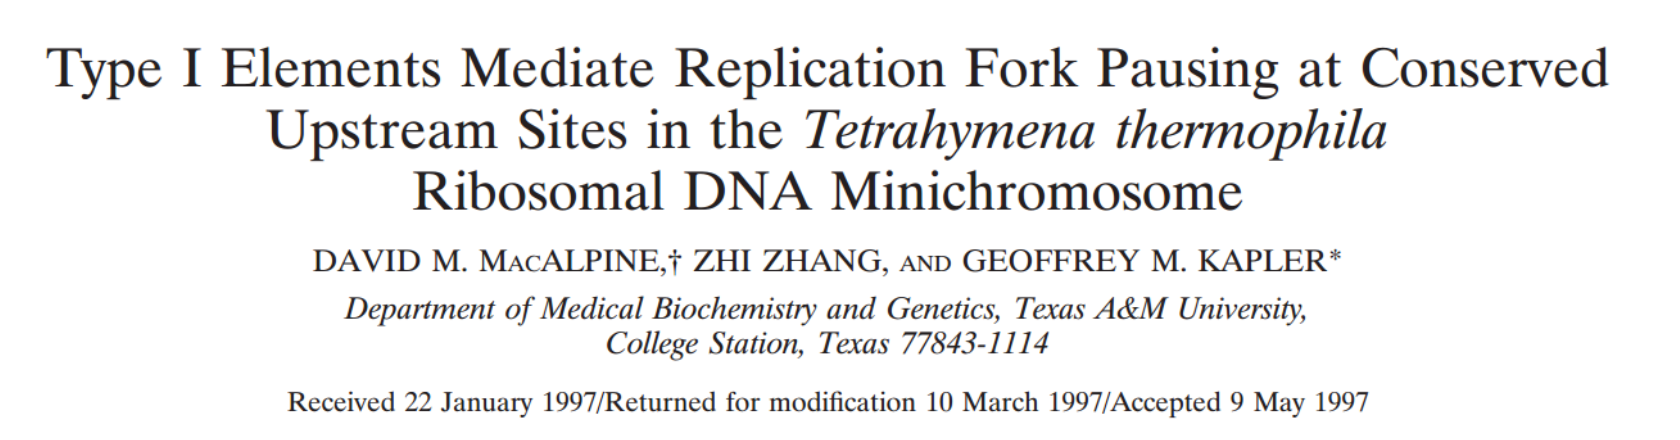 Type I Elements Mediate Replication Fork Pausing at Conserved
Upstream Sites in the Tetrahymena thermophila
Ribosomal DNA Minichromosome
DAVID M. MACALPINE,† ZHI ZHANG, AND GEOFFREY M. KAPLER*
Department of Medical Biochemistry and Genetics, Texas A&M University,
College Station, Texas 77843-1114
Received 22 January 1997/Returned for modification 10 March 1997/Accepted 9 May 1997